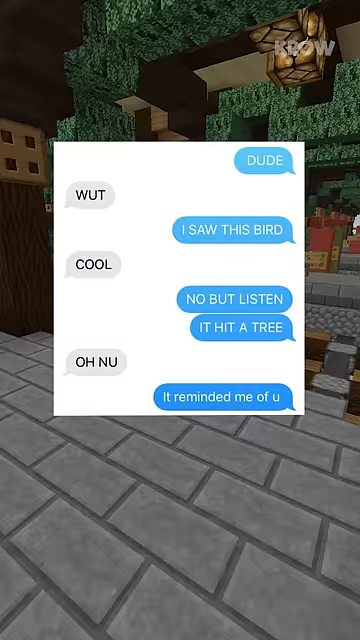 KROW
DUDE
WUT
I SAW THIS BIRD
COOL
NO BUT LISTEN
IT HIT A TREE
OH NU
It reminded me of u